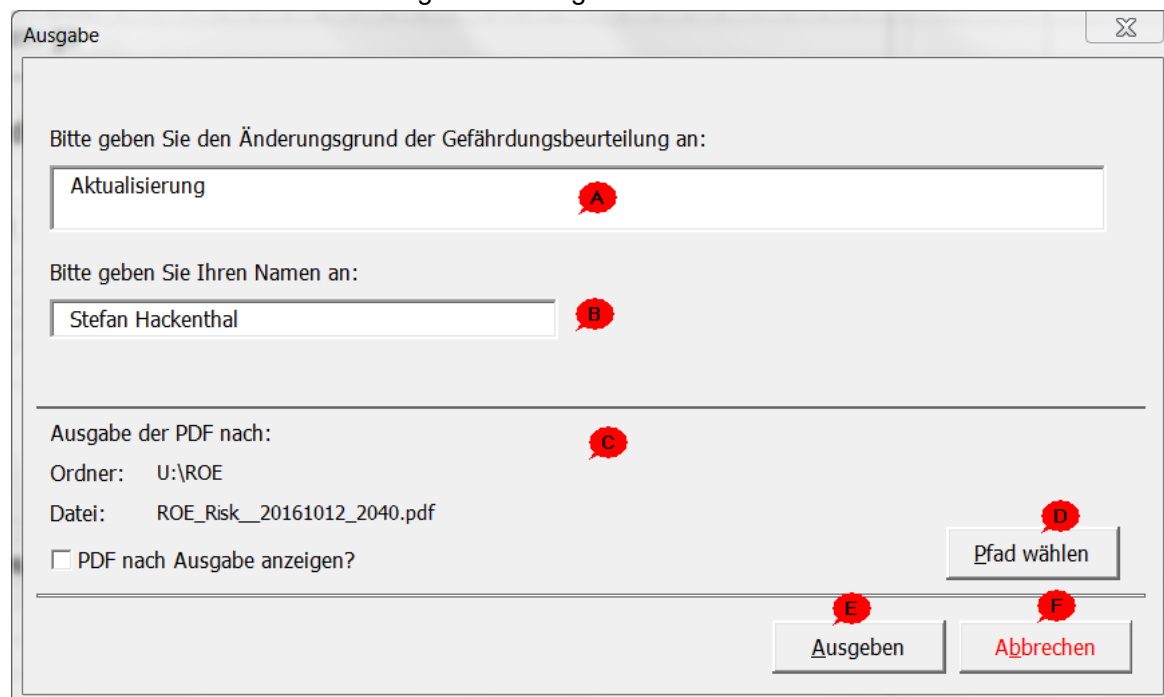 Ausgabe
Bitte geben Sie den Änderungsgrund der Gefährdungsbeurteilung an:
Aktualisierung
A
Bitte geben Sie Ihren Namen an:
Stefan Hackenthal
B
Ausgabe der PDF nach:
C
Ordner: U:\ROE
Datei: ROE_Risk__20161012_2040.pdf
D
PDF nach Ausgabe anzeigen?
Pfad wählen
E F
Ausgeben Abbrechen